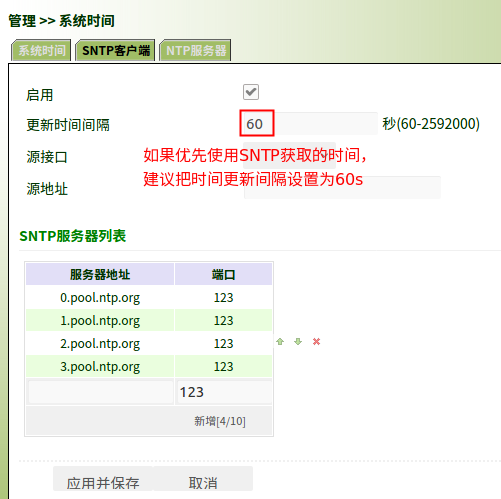 管理 >> 系统时间
系统时间 SNTP客户端 NTP服务器
启用
更新时间间隔 60 秒(60-2592000)
源接口
如果优先使用SNTP获取的时间，
建议把时间更新间隔设置为60s
源地址
SNTP服务器列表
服务器地址 端口
0.pool.ntp.org 123
1.pool.ntp.org 123
2.pool.ntp.org 123
3.pool.ntp.org 123
123
新增[4/10]
应用并保存 取消